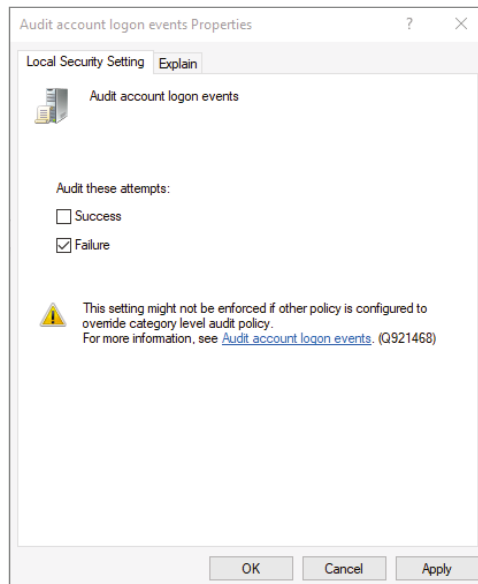 Audit account logon events Properties
Local Security Setting Explain
Audit account logon events
Audit these attempts:
Success
Failure
This setting might not be enforced if other policy is configured to
override category level audit policy.
For more information, see Audit account logon events. (Q921468)
OK Cancel Apply